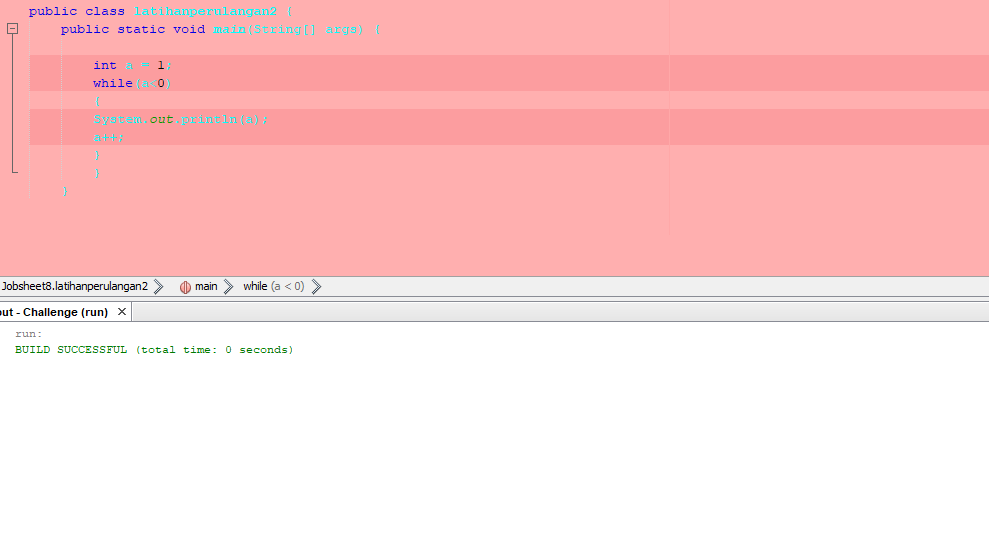 public class latihanperulangan2 {
public static void main(String[] args) {
int a = 1;
while(a<0)
{
System.out.println(a);
a++;
}
}
}
Jobsheet8.latihanperulangan2 main while (a < 0)
out - Challenge (run) ×
run:
BUILD SUCCESSFUL (total time: 0 seconds)